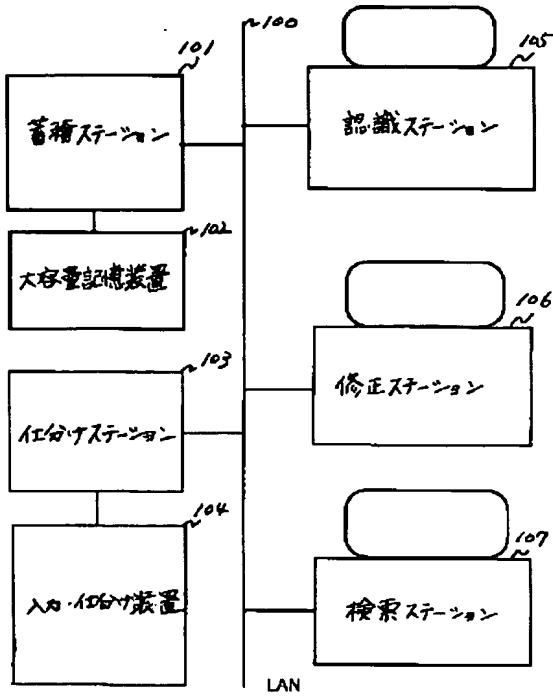 100
101
蓄積ステーション
102
大容量記憶装置
103
仕分けステーション
104
入力・仕分け装置
105
認識ステーション
106
修正ステーション
107
検索ステーション
LAN